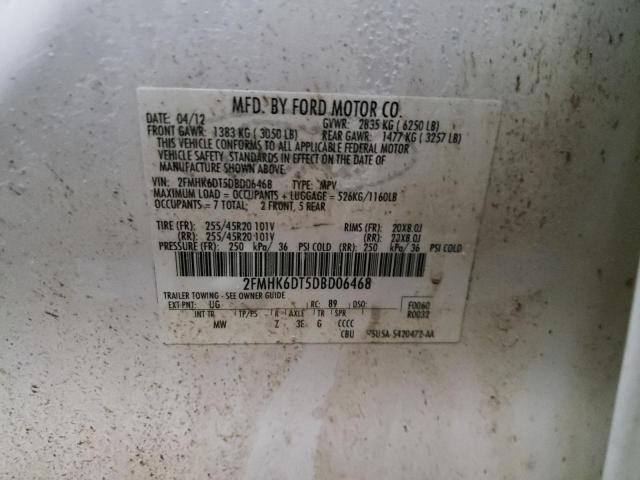 MFD. BY FORD MOTOR CO.
DATE: 04/12 GVWR: 2835 KG ( 6250 LB)
FRONT GAWR: 1383 KG ( 3050 LB) REAR GAWR: 1477 KG ( 3257 LB)
THIS VEHICLE CONFORMS TO ALL APPLICABLE FEDERAL MOTOR
VEHICLE SAFETY STANDARDS IN EFFECT ON THE DATE OF
MANUFACTURE SHOWN ABOVE.
VIN: 2FMHK6DT5DBD06468 TYPE: MPV
MAXIMUM LOAD = OCCUPANTS + LUGGAGE = 526KG/1160LB
OCCUPANTS = 7 TOTAL; 2 FRONT, 5 REAR
TIRE (FR): 255/45R20 101V RIMS (FR): 20X8.0J
(RR): 255/45R20 101V (RR): 20X8.0J
PRESSURE (FR): 250 kPa/ 36 PSI COLD (RR): 250 kPa/ 36 PSI COLD
2FMHK6DT5DBD06468
TRAILER TOWING - SEE OWNER GUIDE
EXT PNT: UG RC: 89 DSO: F0060
INT TR TP/PS R AXLE TR SPR R0032
MW Z 3E G CCCC
CBU 5U5A-5420472-AA